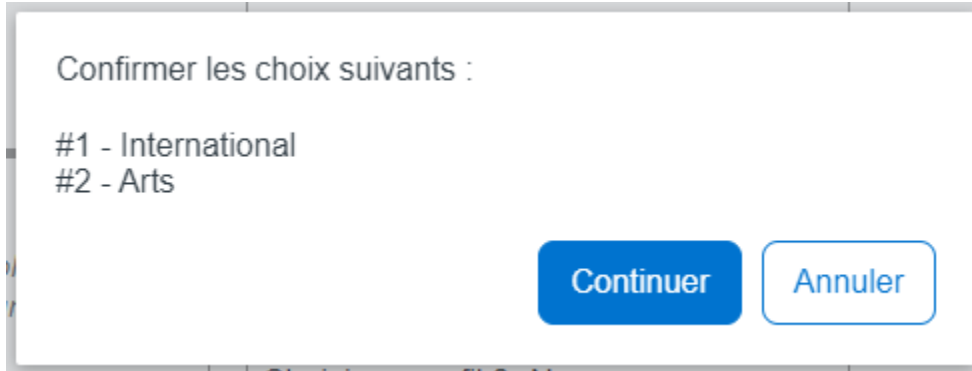 Confirmer les choix suivants :
#1 - International
#2 - Arts
Continuer
Annuler